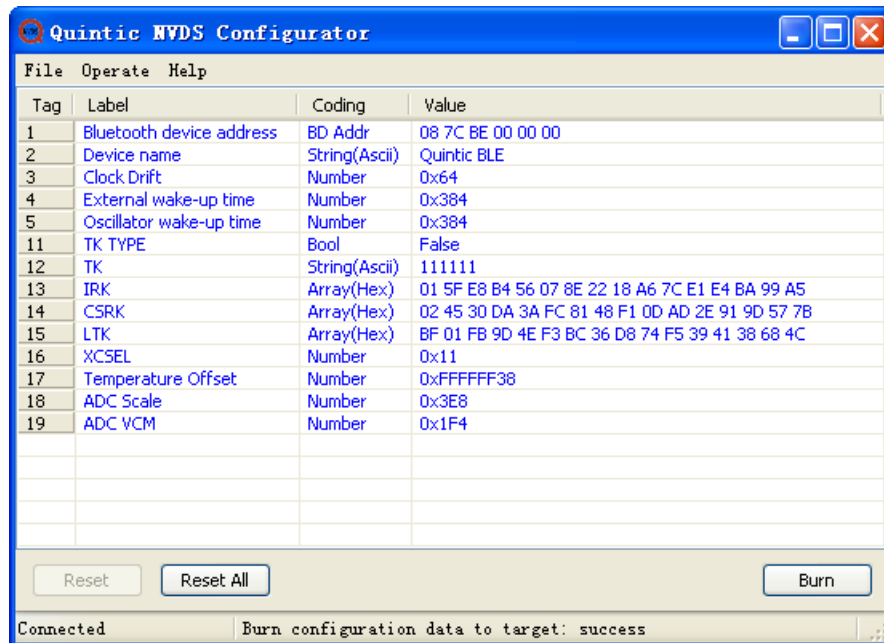 Quintic NVDS Configurator
File Operate Help
Tag Label Coding Value
1 Bluetooth device address BD Addr 08 7C BE 00 00 00
2 Device name String(Ascii) Quintic BLE
3 Clock Drift Number 0x64
4 External wake-up time Number 0x384
5 Oscillator wake-up time Number 0x384
11 TK TYPE Bool False
12 TK String(Ascii) 111111
13 IRK Array(Hex) 01 5F E8 B4 56 07 8E 22 18 A6 7C E1 E4 BA 99 A5
14 CSRK Array(Hex) 02 45 30 DA 3A FC 81 48 F1 0D AD 2E 91 9D 57 7B
15 LTK Array(Hex) BF 01 FB 9D 4E F3 BC 36 D8 74 F5 39 41 38 68 4C
16 XCSEL Number 0x11
17 Temperature Offset Number 0xFFFFFF38
18 ADC Scale Number 0x3E8
19 ADC VCM Number 0x1F4
Reset Reset All Burn
Connected Burn configuration data to target: success